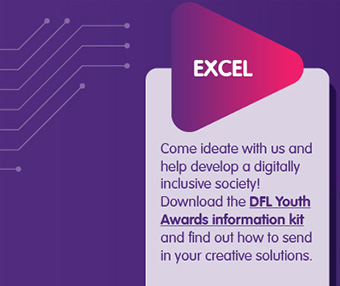 EXCEL
Come ideate with us and
help develop a digitally
inclusive society!
Download the DFL Youth
Awards information kit
and find out how to send
in your creative solutions.